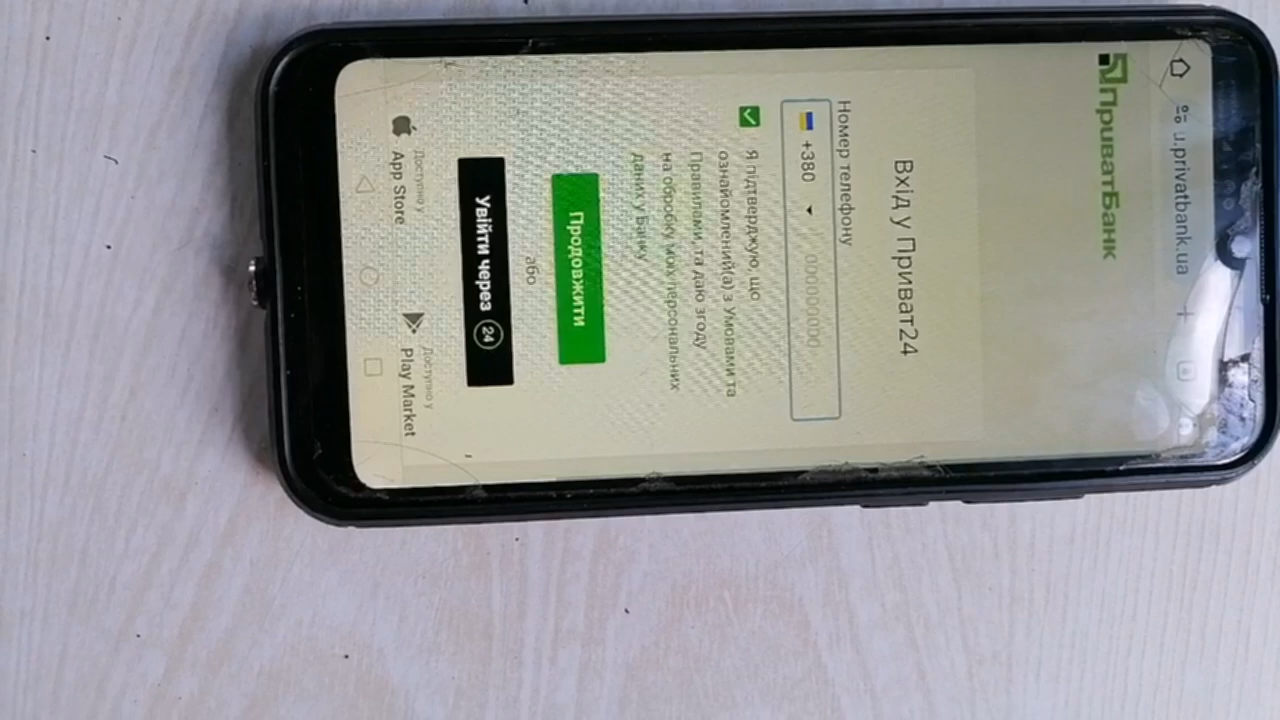 u.privatbank.ua
ПриватБанк
Вхід у Приват24
Номер телефону
+380 000000000
Я підтверджую, що
ознайомлений(а) з Умовами та
Правилами, та даю згоду
на обробку моїх персональних
даних у Банку
Продовжити
або
Увійти через 24
Доступно у
App Store
Доступно у
Play Market